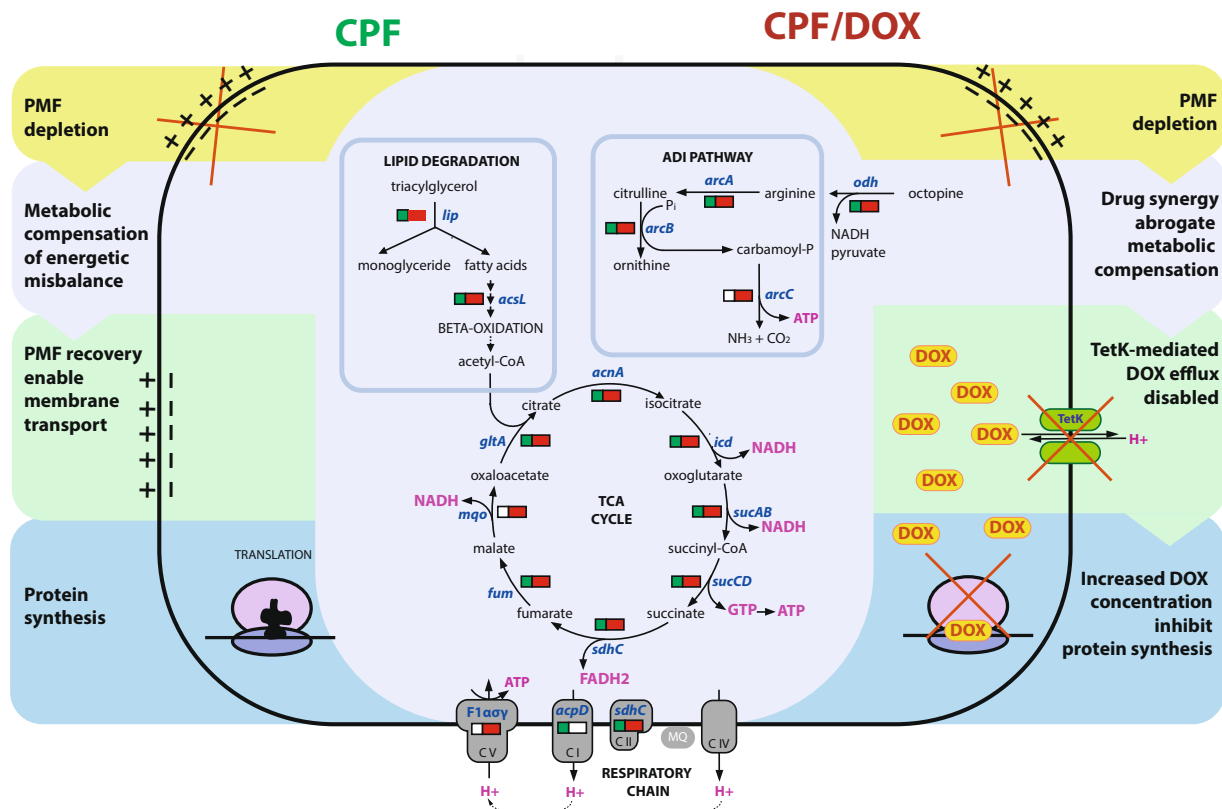 CPF
CPF/DOX
PMF
depletion
Metabolic
compensation
of energetic
misbalance
PMF recovery
enable
membrane
transport
Protein
synthesis
LIPID DEGRADATION
triacylglycerol
lip
monoglyceride
fatty acids
acsL
BETA-OXIDATION
acetyl-CoA
ADI PATHWAY
citrulline
arcA
arginine
odh
octopine
Pi
arcB
NADH
pyruvate
ornithine
carbamoyl-P
arcC
ATP
NH₃ + CO₂
acnA
citrate
isocitrate
gltA
icd
NADH
oxaloacetate
oxoglutarate
NADH
mqo
TCA
CYCLE
sucAB
NADH
malate
succinyl-CoA
fum
sucCD
GTP
ATP
fumarate
succinate
sdhC
FADH2
TRANSLATION
ATP
F1ασγ
C V
H+
acpD
C I
H+
sdhC
C II
MQ
C IV
H+
RESPIRATORY
CHAIN
PMF
depletion
Drug synergy
abrogate
metabolic
compensation
TetK-mediated
DOX efflux
disabled
Increased DOX
concentration
inhibit
protein synthesis
DOX
DOX
DOX
DOX
TetK
H+
DOX
DOX
DOX
DOX